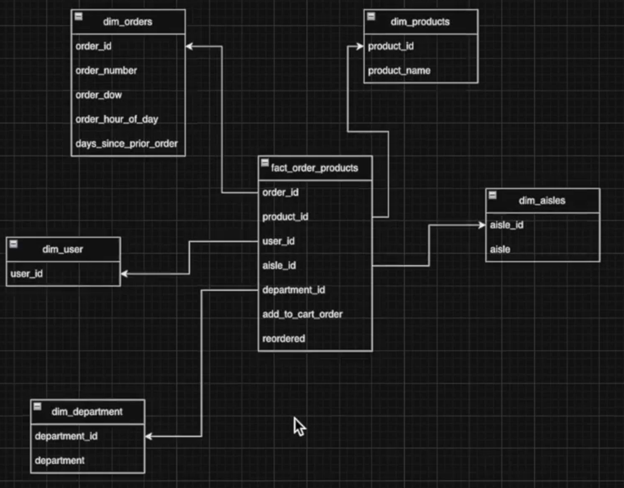 dim_orders
order_id
order_number
order_dow
order_hour_of_day
days_since_prior_order
dim_products
product_id
product_name
fact_order_products
order_id
product_id
user_id
aisle_id
department_id
add_to_cart_order
reordered
dim_aisles
aisle_id
aisle
dim_user
user_id
dim_department
department_id
department